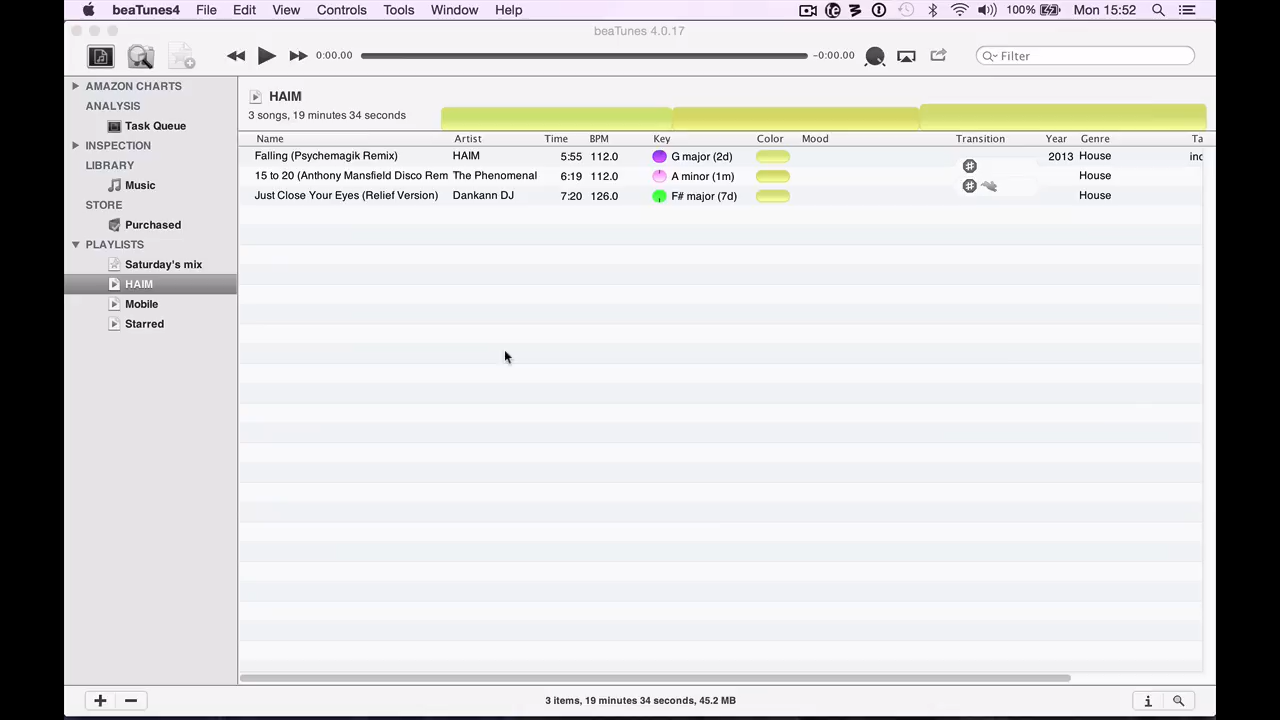 beaTunes4 File Edit View Controls Tools Window Help 100% Mon 15:52
beaTunes 4.0.17
0:00.00 -0:00.00 Filter
AMAZON CHARTS
ANALYSIS
Task Queue
INSPECTION
LIBRARY
Music
STORE
Purchased
PLAYLISTS
Saturday's mix
HAIM
Mobile
Starred
HAIM
3 songs, 19 minutes 34 seconds
Name Artist Time BPM Key Color Mood Transition Year Genre Ta
Falling (Psychemagik Remix) HAIM 5:55 112.0 G major (2d) 2013 House inc
15 to 20 (Anthony Mansfield Disco Rem The Phenomenal 6:19 112.0 A minor (1m) House
Just Close Your Eyes (Relief Version) Dankann DJ 7:20 126.0 F# major (7d) House
3 items, 19 minutes 34 seconds, 45.2 MB